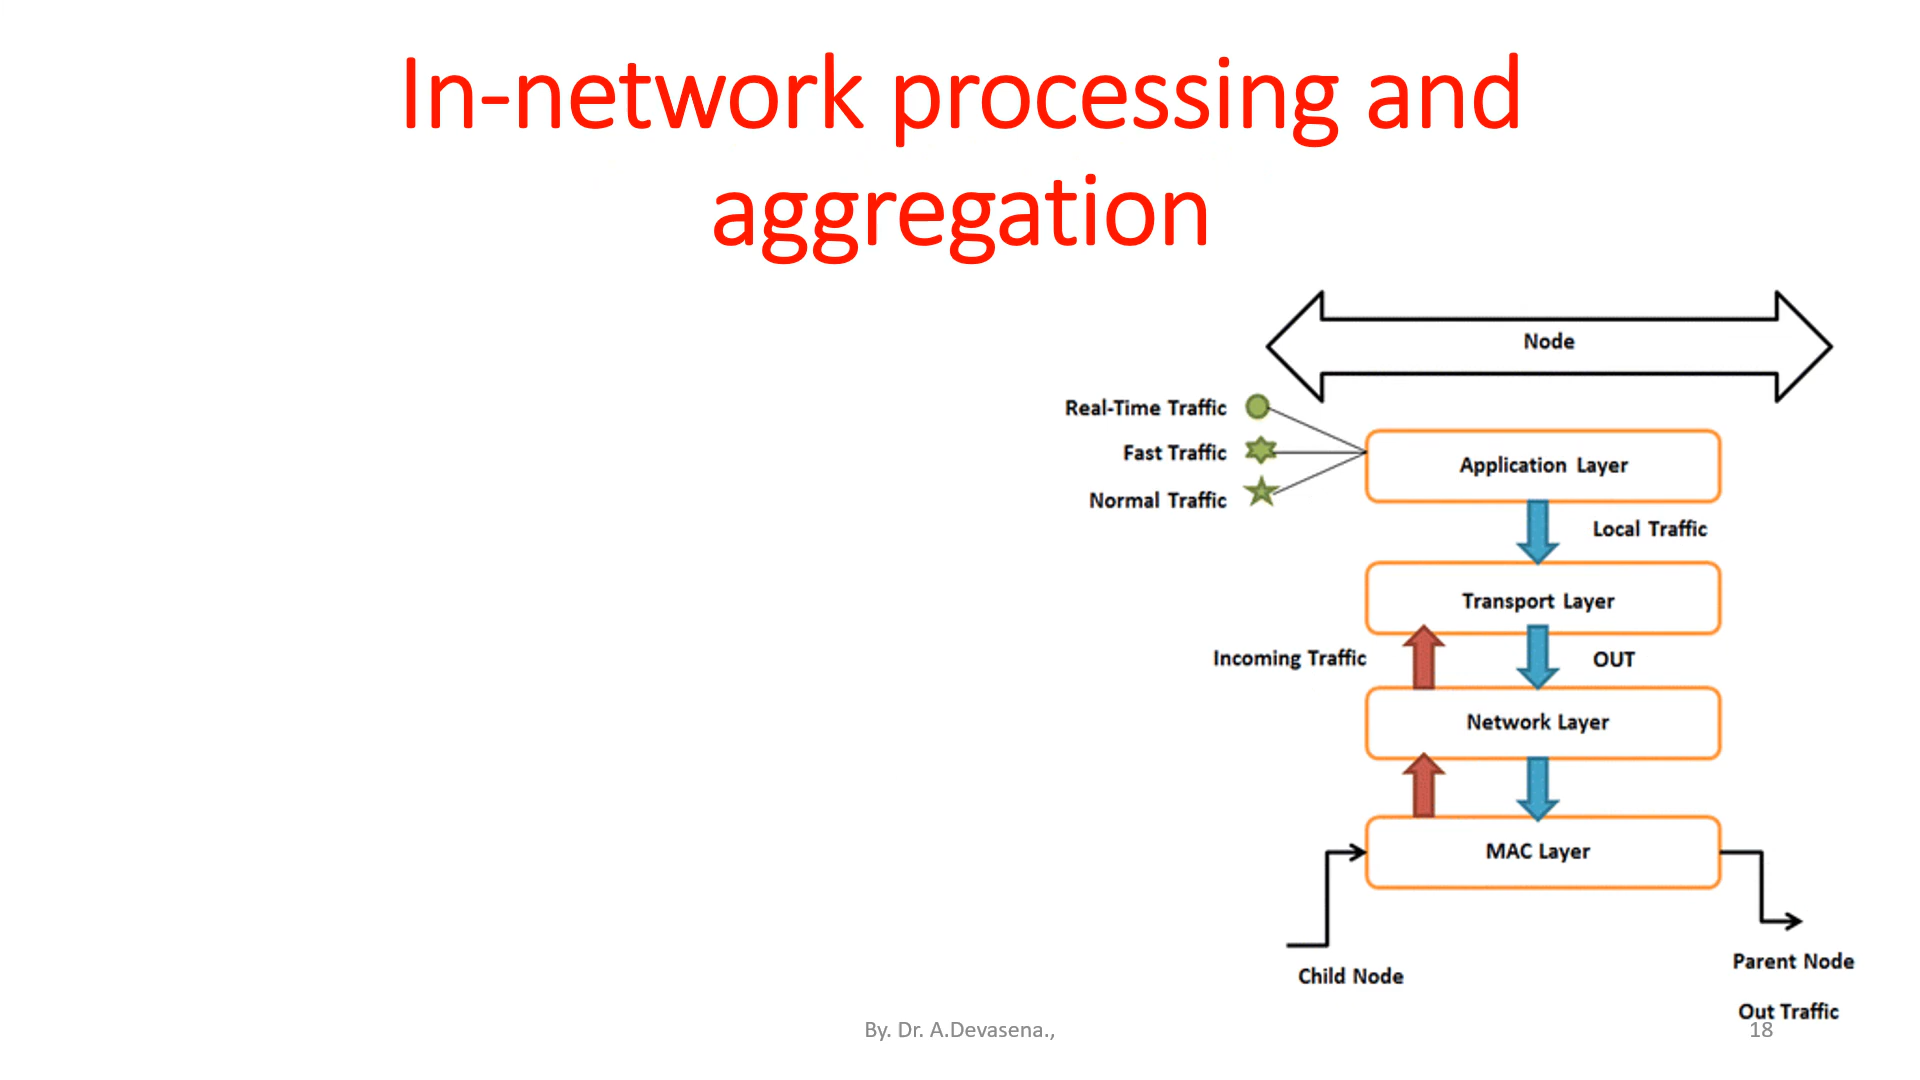 In-network processing and
aggregation
Node
Real-Time Traffic
Fast Traffic
Normal Traffic
Application Layer
Local Traffic
Transport Layer
Incoming Traffic
OUT
Network Layer
MAC Layer
Child Node
Parent Node
Out Traffic
By. Dr. A.Devasena.,
18